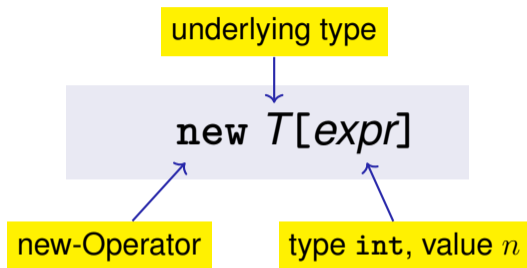 underlying type
new T[expr]
new-Operator
type int, value n